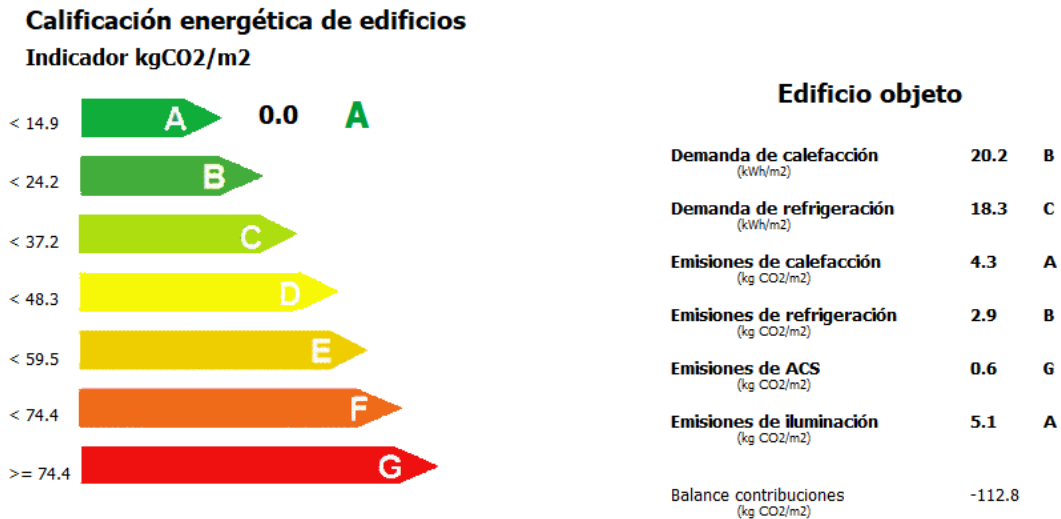 Calificación energética de edificios
Indicador kgCO2/m2
< 14.9 A 0.0 A
< 24.2 B
< 37.2 C
< 48.3 D
< 59.5 E
< 74.4 F
>= 74.4 G
Edificio objeto
Demanda de calefacción 20.2 B
(kWh/m2)
Demanda de refrigeración 18.3 C
(kWh/m2)
Emisiones de calefacción 4.3 A
(kg CO2/m2)
Emisiones de refrigeración 2.9 B
(kg CO2/m2)
Emisiones de ACS 0.6 G
(kg CO2/m2)
Emisiones de iluminación 5.1 A
(kg CO2/m2)
Balance contribuciones -112.8
(kg CO2/m2)